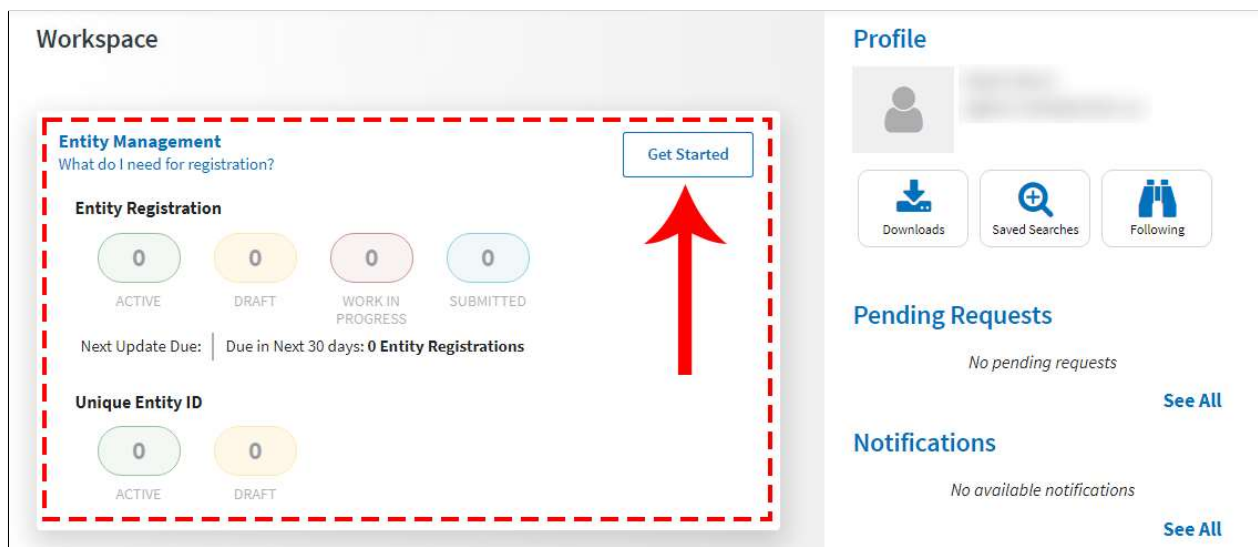 Workspace
Entity Management
What do I need for registration?
Get Started
Entity Registration
0
0
0
0
ACTIVE
DRAFT
WORK IN
PROGRESS
SUBMITTED
Next Update Due:
Due in Next 30 days: 0 Entity Registrations
Unique Entity ID
0
0
ACTIVE
DRAFT
Profile
Downloads
Saved Searches
Following
Pending Requests
No pending requests
See All
Notifications
No available notifications
See All